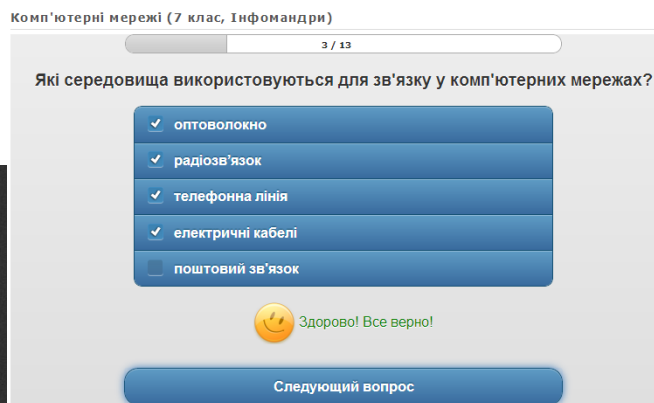 Комп'ютерні мережі (7 клас, Інфомандри)
3 / 13
Які середовища використовуються для зв'язку у комп'ютерних мережах?
оптоволокно
радіозв'язок
телефонна лінія
електричні кабелі
поштовий зв'язок
Здорово! Все верно!
Следующий вопрос